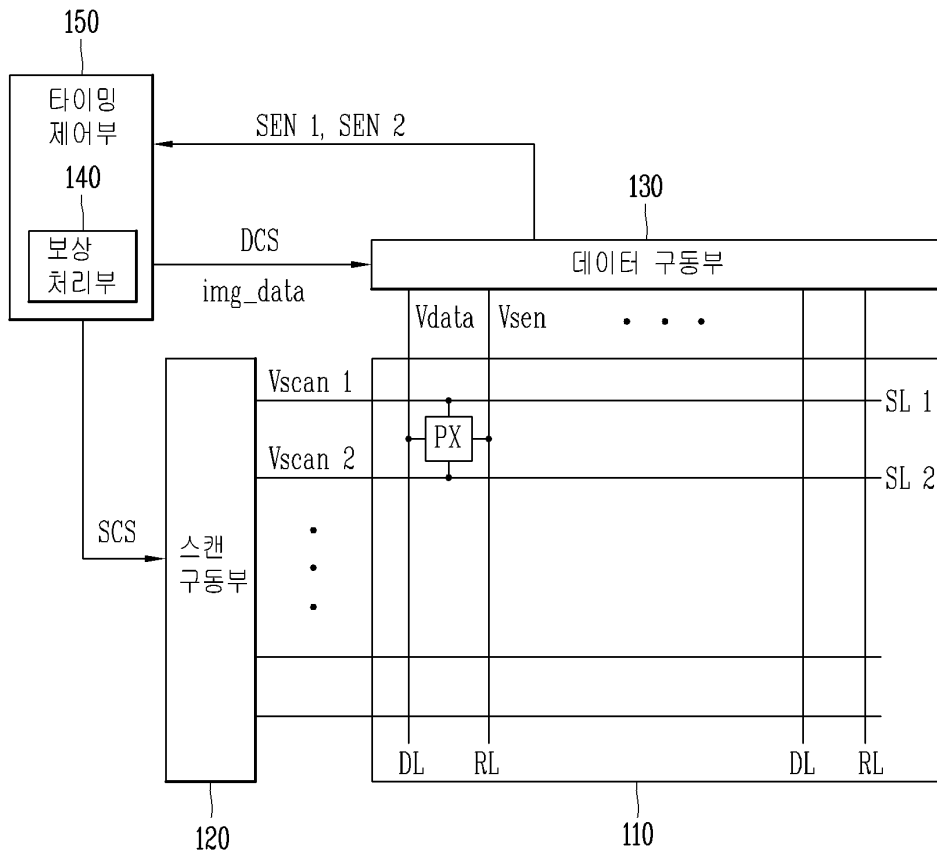 150
타이밍
제어부
SEN 1, SEN 2
140
130
보상
처리부
DCS
img_data
데이터 구동부
Vdata
Vsen
Vscan 1
SL 1
PX
Vscan 2
SL 2
SCS
스캔
구동부
DL
RL
DL
RL
120
110